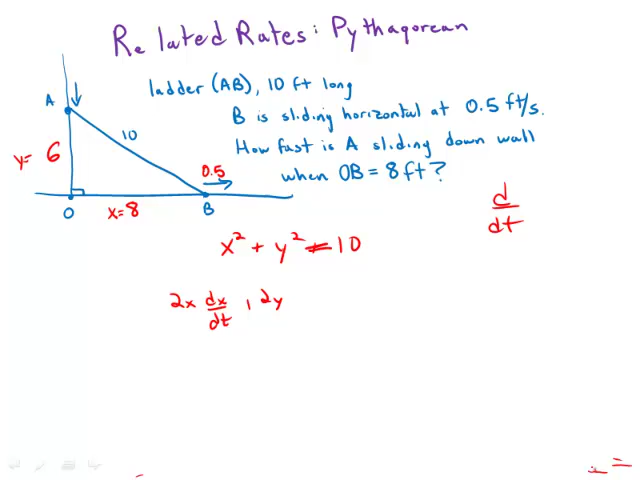 Related Rates: Pythagorean
ladder (AB), 10 ft long
B is sliding horizontal at 0.5 ft/s.
How fast is A sliding down wall
when OB = 8 ft?
A
10
y= 6
0.5
O
x=8
B
d/dt
x² + y² = 10
2x dx/dt + 2y
=